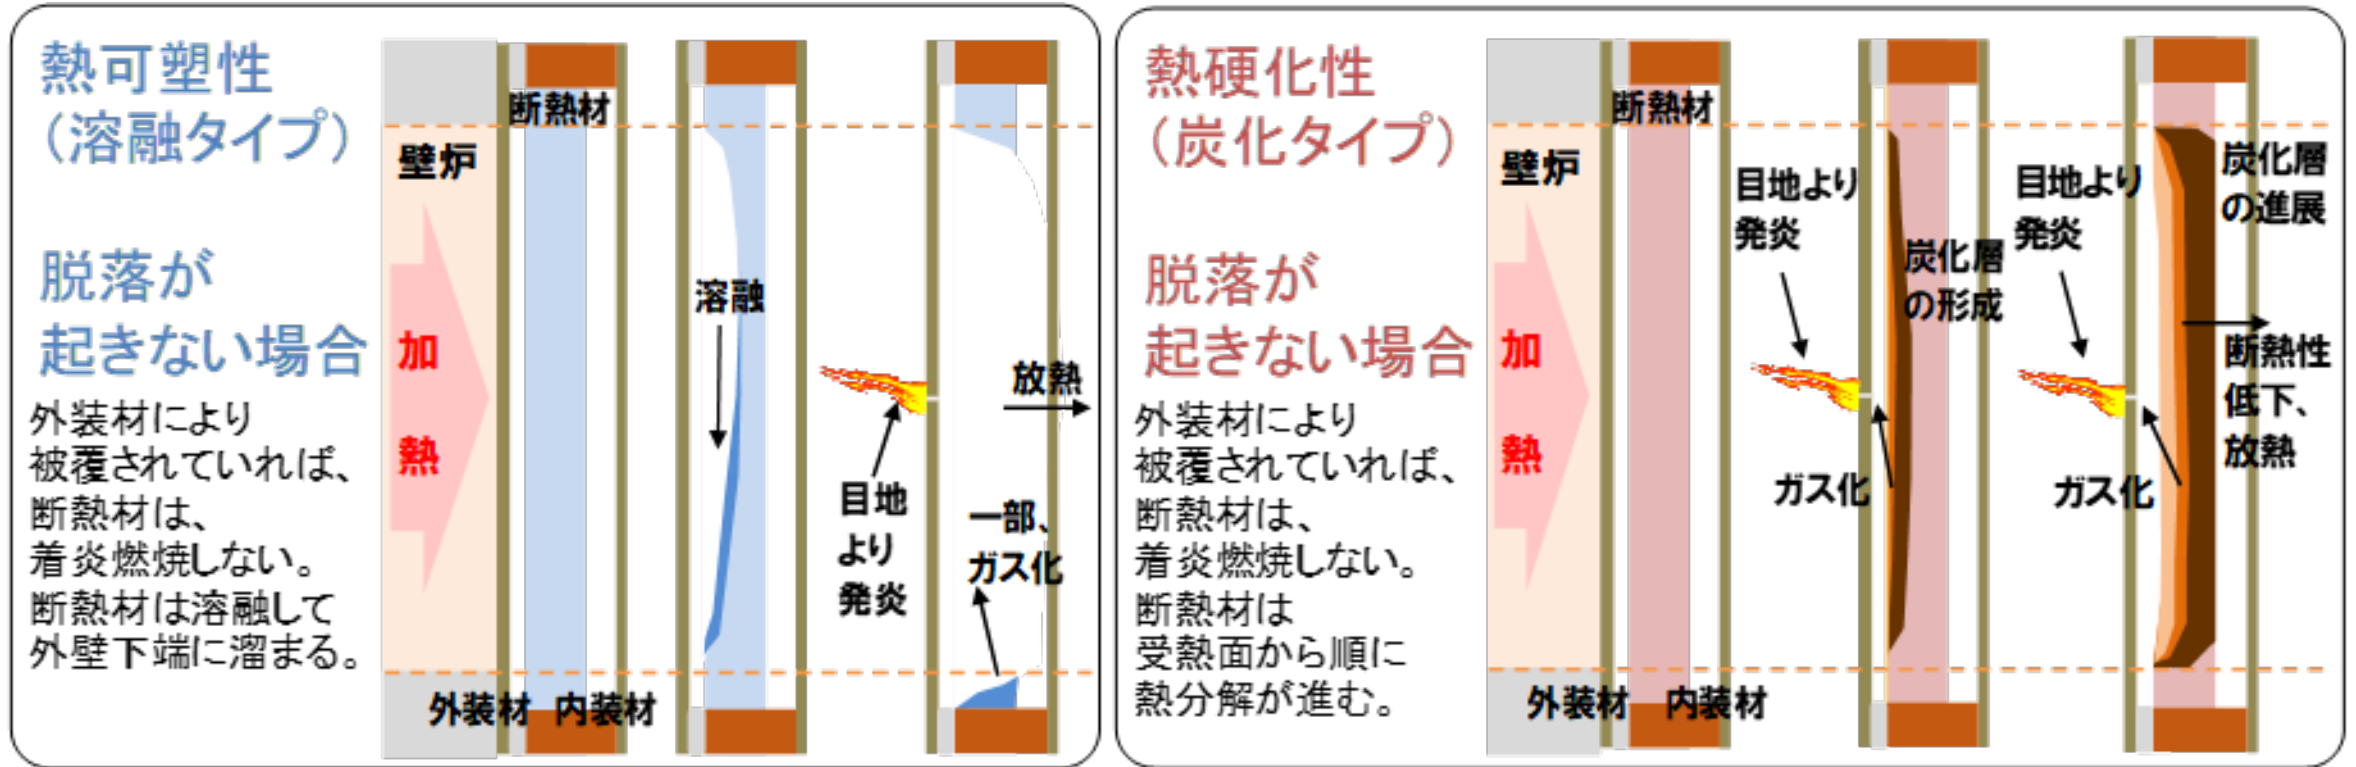 熱可塑性
（溶融タイプ）
脱落が
起きない場合
外装材により
被覆されていれば、
断熱材は、
着炎燃焼しない。
断熱材は溶融して
外壁下端に溜まる。
壁炉
加
熱
断熱材
外装材
内装材
溶融
目地
より
発炎
放熱
一部、
ガス化
熱硬化性
（炭化タイプ）
脱落が
起きない場合
外装材により
被覆されていれば、
断熱材は、
着炎燃焼しない。
断熱材は
受熱面から順に
熱分解が進む。
壁炉
加
熱
断熱材
外装材
内装材
目地より
発炎
炭化層
の形成
ガス化
目地より
発炎
ガス化
炭化層
の進展
断熱性
低下、
放熱